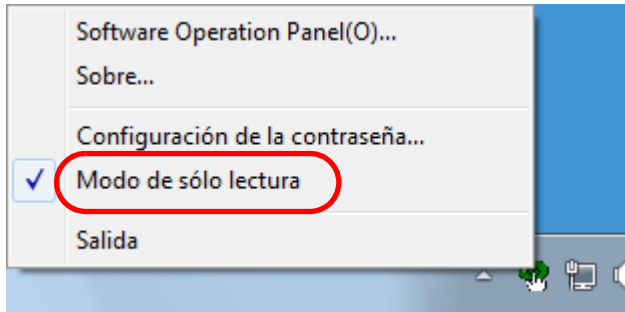 Software Operation Panel(O)...
Sobre...
Configuración de la contraseña...
Modo de sólo lectura
Salida